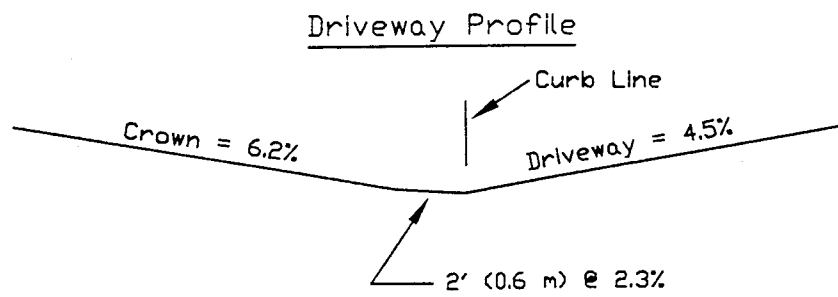 Driveway Profile
Curb Line
Crown = 6.2%
Driveway = 4.5%
2' (0.6 m) @ 2.3%